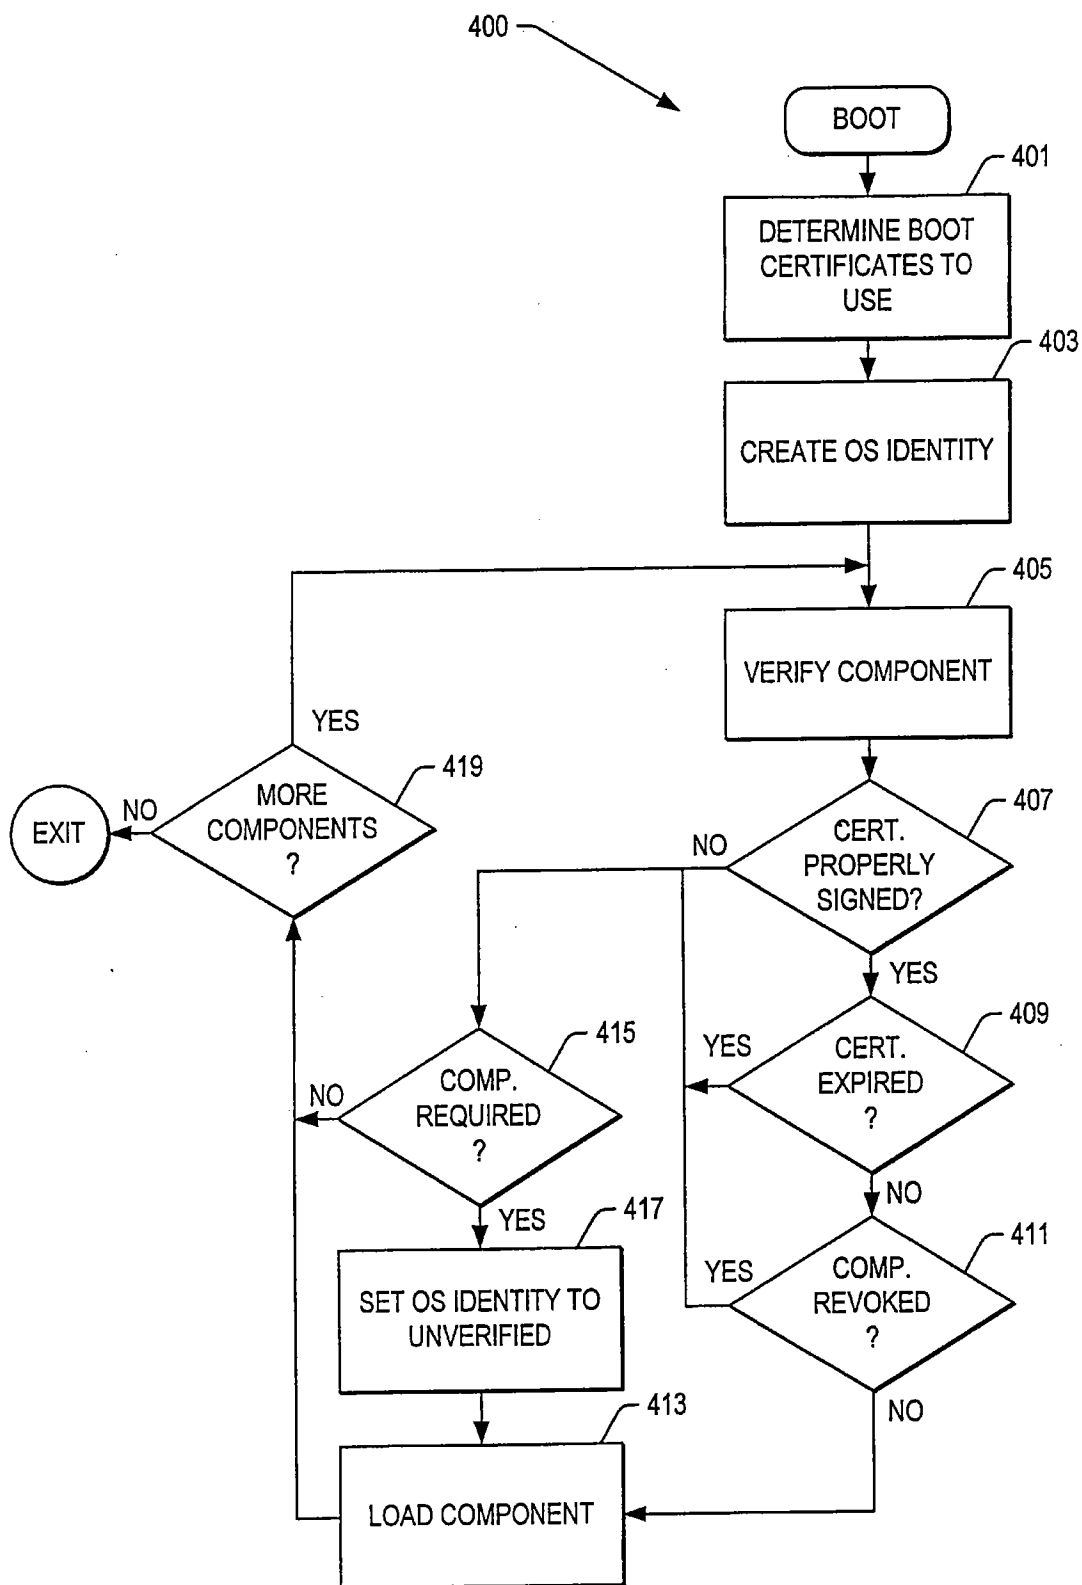 400
BOOT
401
DETERMINE BOOT
CERTIFICATES TO
USE
403
CREATE OS IDENTITY
405
VERIFY COMPONENT
YES
419
MORE
COMPONENTS
?
NO
EXIT
407
CERT.
PROPERLY
SIGNED?
NO
YES
409
CERT.
EXPIRED
?
YES
NO
415
COMP.
REQUIRED
?
NO
YES
411
COMP.
REVOKED
?
YES
NO
417
SET OS IDENTITY TO
UNVERIFIED
413
LOAD COMPONENT